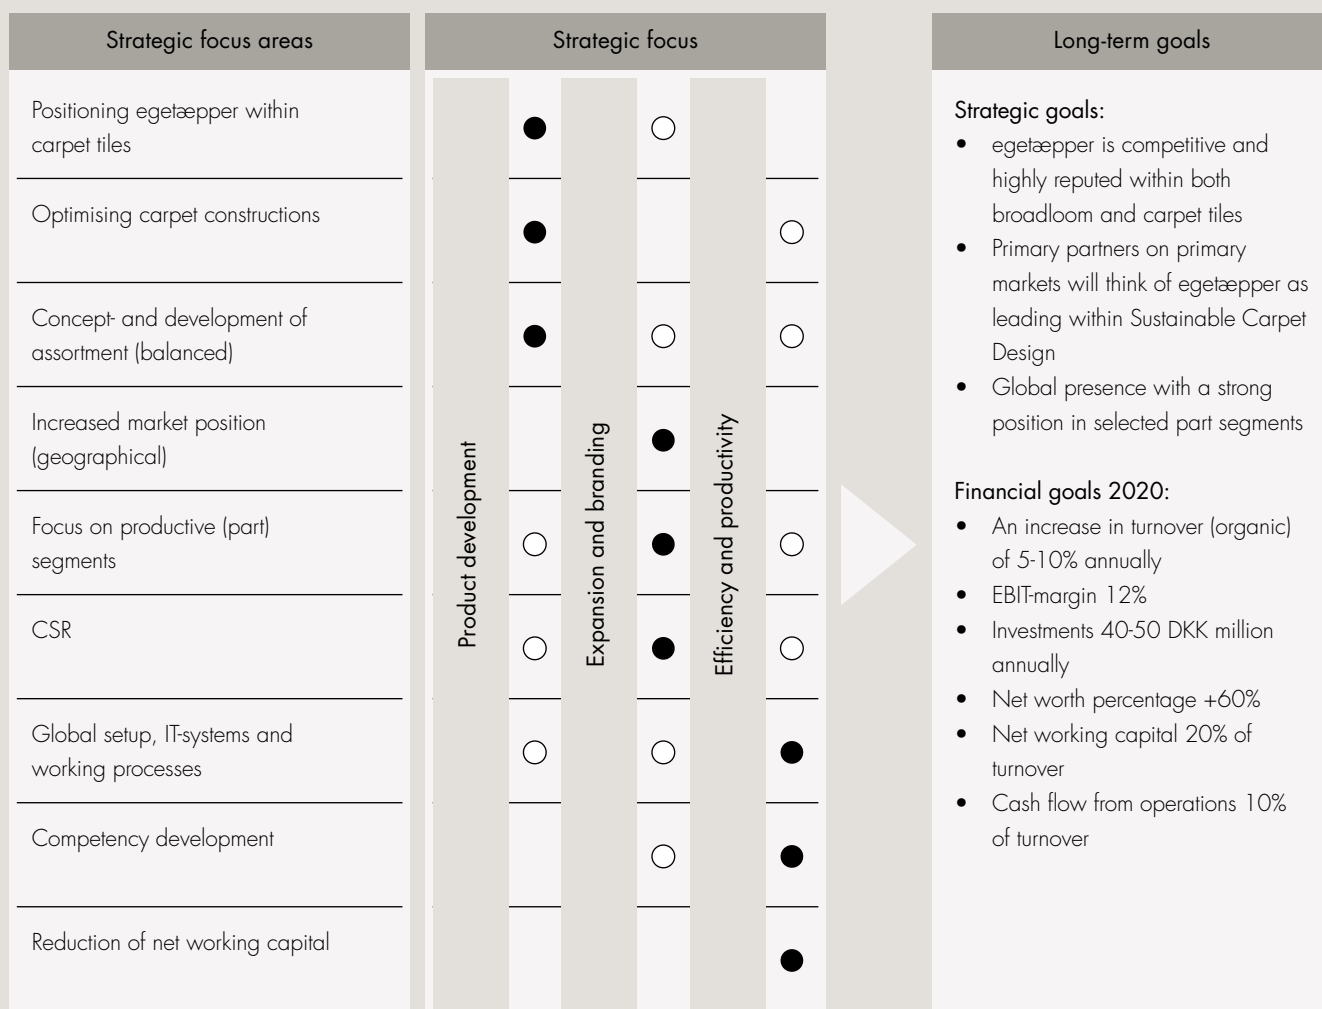 Strategic focus areas
Strategic focus
Long-term goals
Positioning egetæpper within
carpet tiles
Optimising carpet constructions
Concept- and development of
assortment (balanced)
Increased market position
(geographical)
Focus on productive (part)
segments
CSR
Global setup, IT-systems and
working processes
Competency development
Reduction of net working capital
Product development
Expansion and branding
Efficiency and productivity
Strategic goals:
• egetæpper is competitive and
highly reputed within both
broadloom and carpet tiles
• Primary partners on primary
markets will think of egetæpper as
leading within Sustainable Carpet
Design
• Global presence with a strong
position in selected part segments
Financial goals 2020:
• An increase in turnover (organic)
of 5-10% annually
• EBIT-margin 12%
• Investments 40-50 DKK million
annually
• Net worth percentage +60%
• Net working capital 20% of
turnover
• Cash flow from operations 10%
of turnover